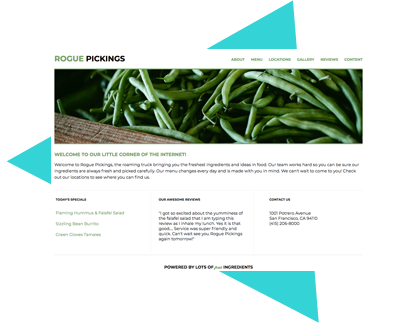 ROGUE PICKINGS
ABOUT MENU LOCATIONS GALLERY REVIEWS CONTENT
WELCOME TO OUR LITTLE CORNER OF THE INTERNET!
Welcome to Rogue Pickings, the roaming truck bringing you the freshest ingredients and ideas in food. Our team works hard so you can be sure our
ingredients are always fresh and picked carefully. Our menu changes every day and is made with you in mind. We can't wait to come to you! Check
out our locations to see where you can find us.
TODAY'S SPECIALS
Flaming Hummus & Falafel Salad
Sizzling Bean Burrito
Green Gloves Tamales
OUR AWESOME REVIEWS
"I got so excited about the yumminess
of the falafel salad that I am typing this
review as I inhale my lunch. Yes it is that
good... Service was super friendly and
quick. Can't wait see you Rogue Pickings
again tomorrow!"
CONTACT US
1001 Potrero Avenue
San Francisco, CA 94110
(415) 206-8000
POWERED BY LOTS OF food INGREDIENTS